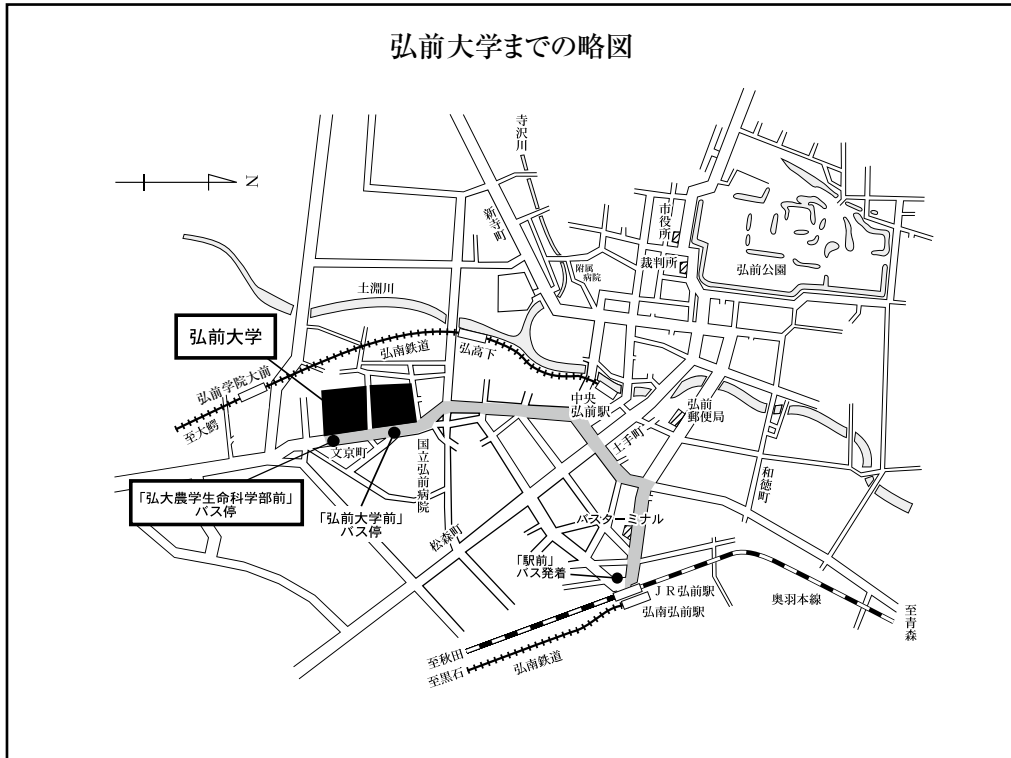 弘前大学までの略図
寺沢川
N
新寺町
市役所
裁判所
附属
病院
弘前公園
土淵川
弘前大学
弘南鉄道
弘高下
弘前学院大前
至大鰐
中央
弘前駅
弘前
郵便局
土手町
文京町
国立弘前病院
和徳町
「弘大農学生命科学部前」
バス停
「弘前大学前」
バス停
松森町
バスターミナル
「駅前」
バス発着
ＪＲ弘前駅
弘南弘前駅
奥羽本線
至青森
至秋田
至黒石
弘南鉄道